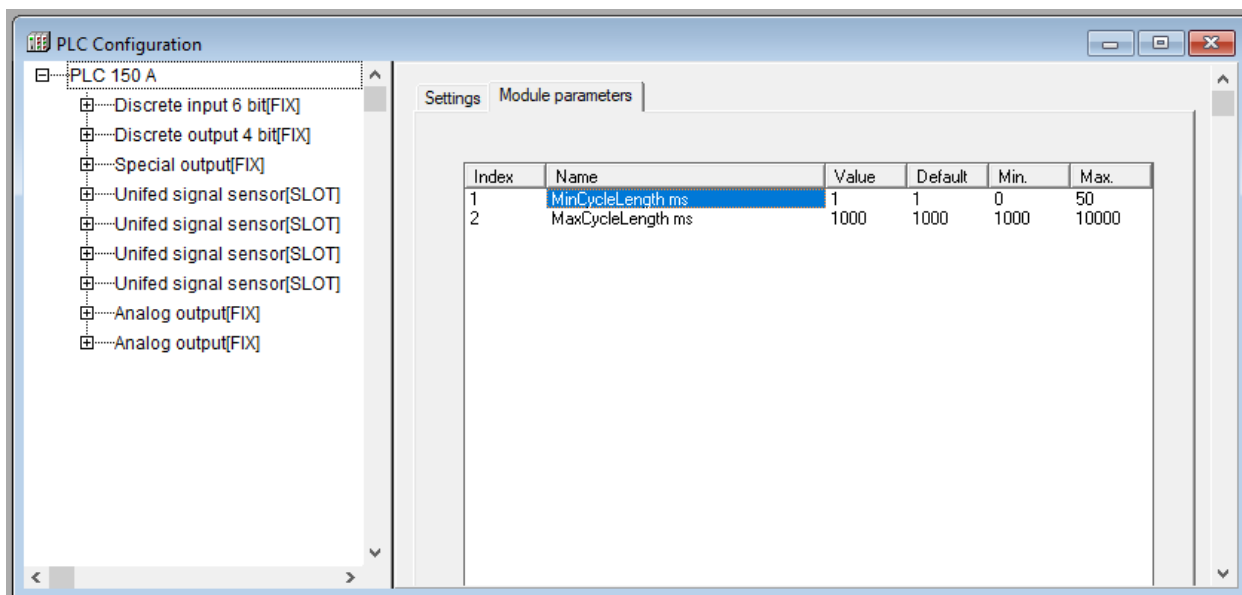 PLC Configuration
PLC 150 A
Discrete input 6 bit[FIX]
Discrete output 4 bit[FIX]
Special output[FIX]
Unifed signal sensor[SLOT]
Unifed signal sensor[SLOT]
Unifed signal sensor[SLOT]
Unifed signal sensor[SLOT]
Analog output[FIX]
Analog output[FIX]
Settings Module parameters
Index Name Value Default Min. Max.
1 MinCycleLength ms 1 1 0 50
2 MaxCycleLength ms 1000 1000 1000 10000